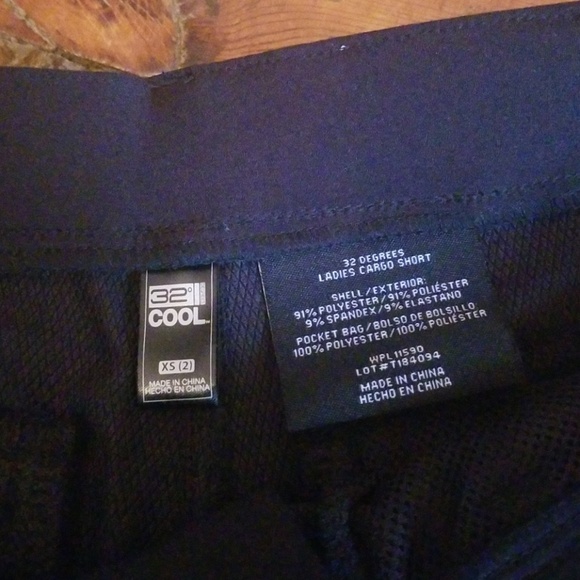 32°
COOL
XS (2)
MADE IN CHINA
HECHO EN CHINA
32 DEGREES
LADIES CARGO SHORT
SHELL/EXTERIOR:
91% POLYESTER/91% POLIÉSTER
9% SPANDEX/9% ELASTANO
POCKET BAG/BOLSO DE BOLSILLO
100% POLYESTER/100% POLIÉSTER
WPL 11590
LOT#T184094
MADE IN CHINA
HECHO EN CHINA